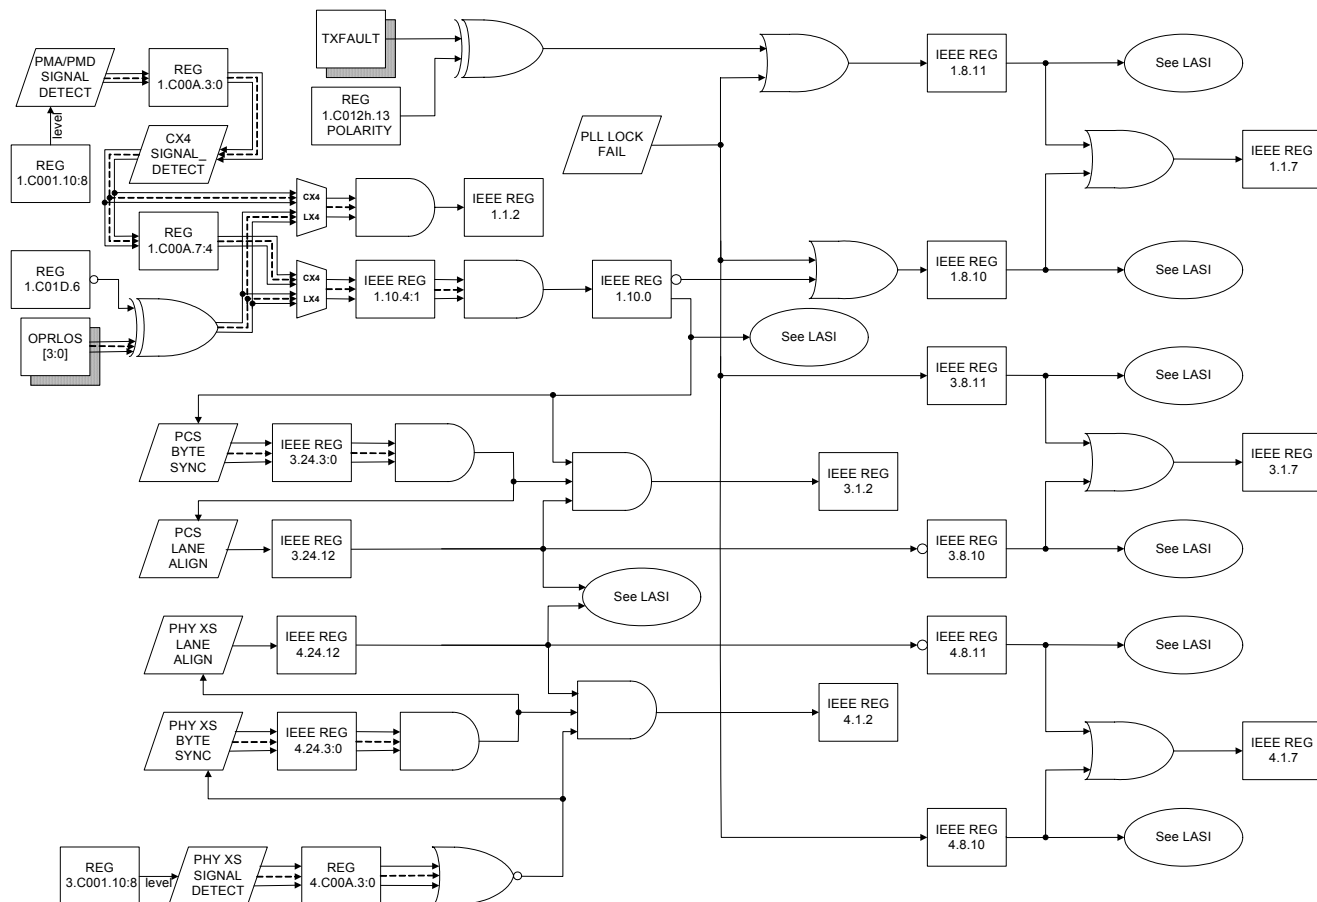 TXFAULT
PMA/PMD
SIGNAL
DETECT
REG
1.C00A.3:0
level
REG
1.C001.10:8
CX4
SIGNAL_
DETECT
REG
1.C012h.13
POLARITY
PLL LOCK
FAIL
IEEE REG
1.8.11
See LASI
IEEE REG
1.1.7
CX4
LX4
IEEE REG
1.1.2
REG
1.C00A.7:4
REG
1.C01D.6
CX4
LX4
IEEE REG
1.10.4:1
IEEE REG
1.10.0
IEEE REG
1.8.10
See LASI
OPRLOS
[3:0]
See LASI
IEEE REG
3.8.11
See LASI
PCS
BYTE
SYNC
IEEE REG
3.24.3:0
IEEE REG
3.1.2
IEEE REG
3.1.7
PCS
LANE
ALIGN
IEEE REG
3.24.12
IEEE REG
3.8.10
See LASI
See LASI
PHY XS
LANE
ALIGN
IEEE REG
4.24.12
IEEE REG
4.8.11
See LASI
PHY XS
BYTE
SYNC
IEEE REG
4.24.3:0
IEEE REG
4.1.2
IEEE REG
4.1.7
IEEE REG
4.8.10
See LASI
REG
3.C001.10:8
level
PHY XS
SIGNAL
DETECT
REG
4.C00A.3:0